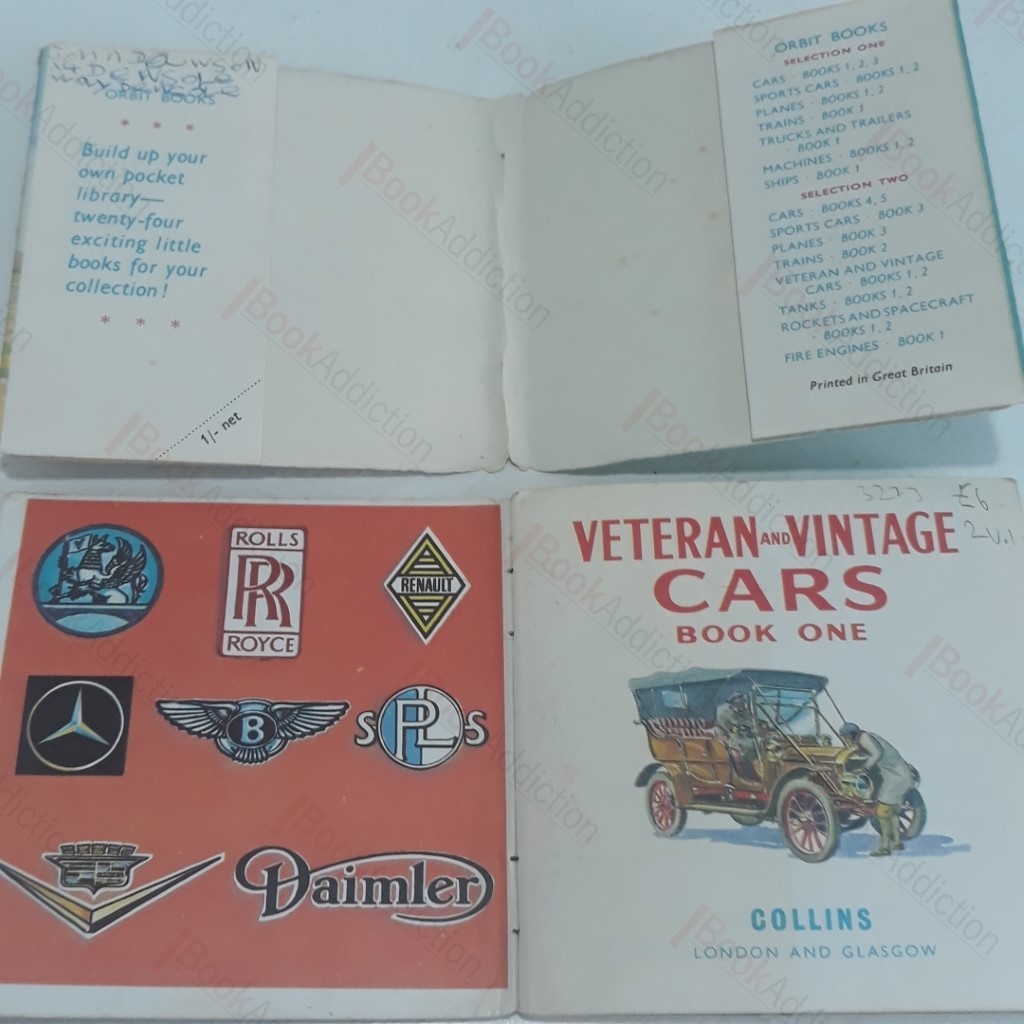 ORBIT BOOKS
* * *
Build up your
own pocket
library—
twenty-four
exciting little
books for your
collection!
* * *
1/- net
ORBIT BOOKS
SELECTION ONE
CARS · BOOKS 1, 2, 3
SPORTS CARS · BOOKS 1, 2
PLANES · BOOKS 1, 2
TRAINS · BOOK 1
TRUCKS AND TRAILERS
· BOOK 1
MACHINES · BOOKS 1, 2
SHIPS · BOOK 1
SELECTION TWO
CARS · BOOKS 4, 5
SPORTS CARS · BOOK 3
PLANES · BOOK 3
TRAINS · BOOK 2
VETERAN AND VINTAGE
CARS · BOOKS 1, 2
TANKS · BOOKS 1, 2
ROCKETS AND SPACECRAFT
· BOOKS 1, 2
FIRE ENGINES · BOOK 1
Printed in Great Britain
ROLLS
RR
ROYCE
RENAULT
B
S PL S
Daimler
3273 £6
VETERAN AND VINTAGE
CARS
BOOK ONE
COLLINS
LONDON AND GLASGOW
BookAddiction